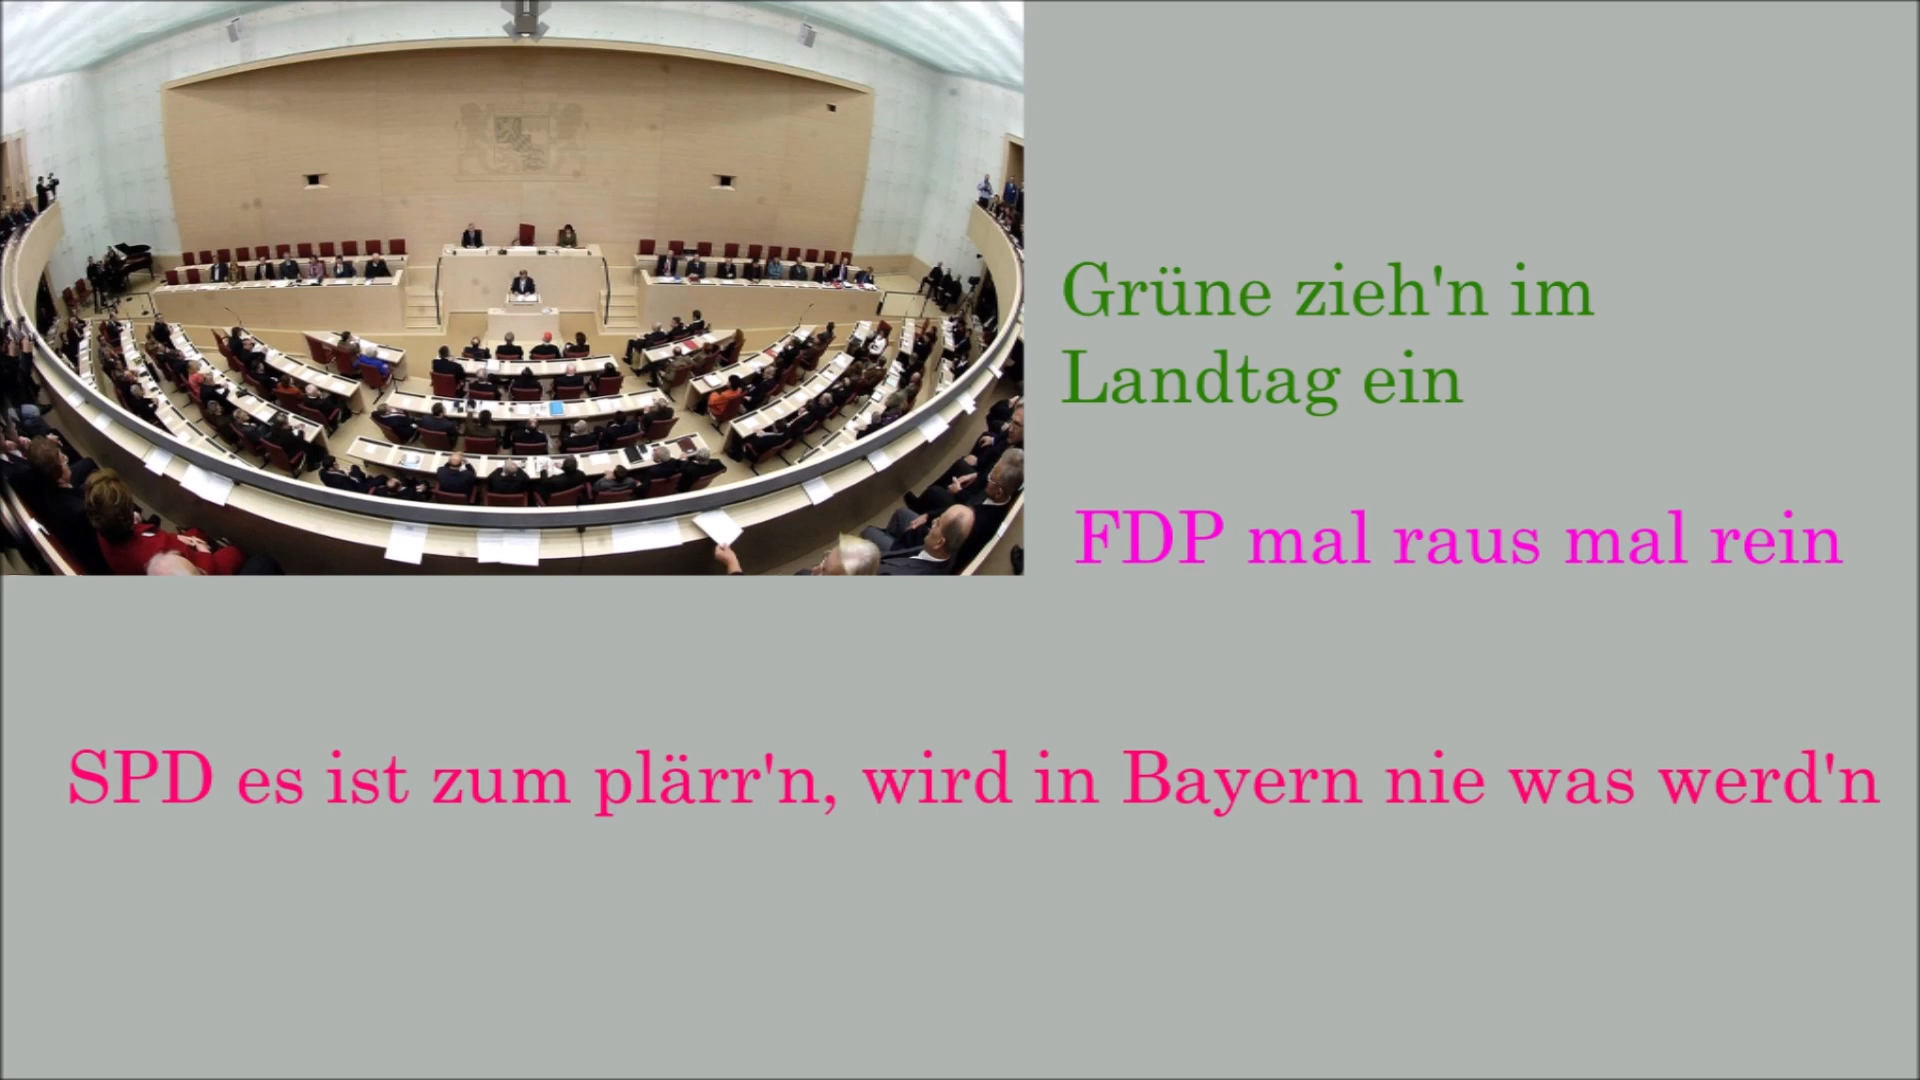 Grüne zieh'n im
Landtag ein
FDP mal raus mal rein
SPD es ist zum plärr'n, wird in Bayern nie was werd'n